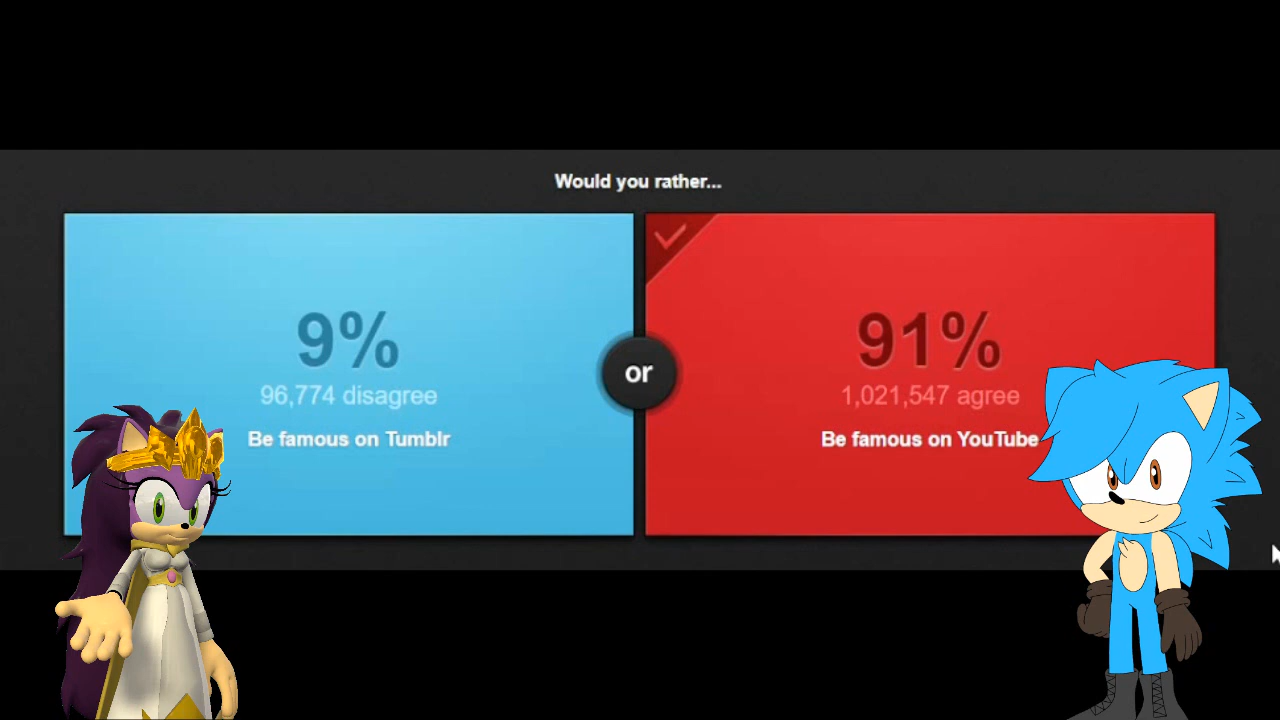 Would you rather...
9%
96,774 disagree
Be famous on Tumblr
or
91%
1,021,547 agree
Be famous on YouTube